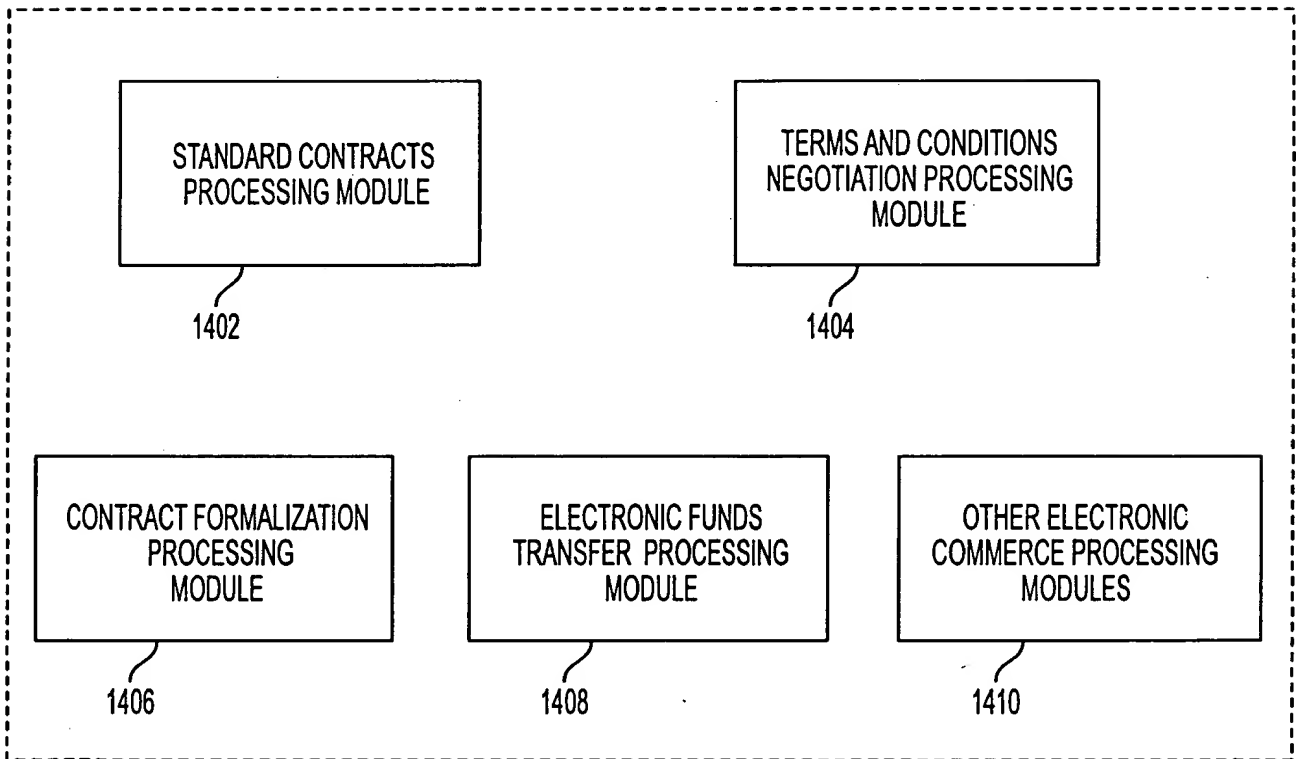 STANDARD CONTRACTS
PROCESSING MODULE
1402
TERMS AND CONDITIONS
NEGOTIATION PROCESSING
MODULE
1404
CONTRACT FORMALIZATION
PROCESSING
MODULE
1406
ELECTRONIC FUNDS
TRANSFER PROCESSING
MODULE
1408
OTHER ELECTRONIC
COMMERCE PROCESSING
MODULES
1410